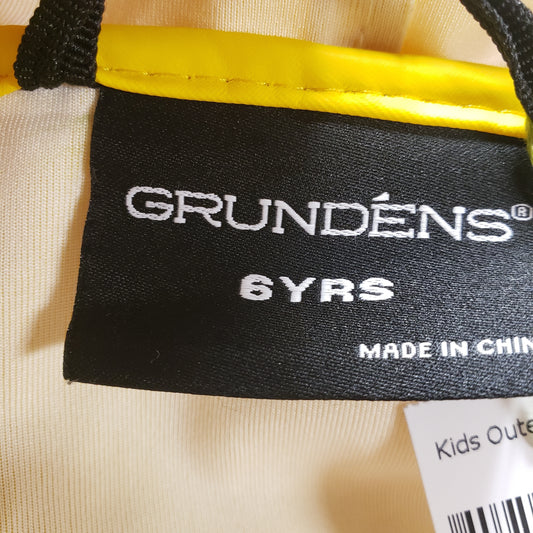 GRUNDÉNS®
6YRS
MADE IN CHIN
Kids Oute